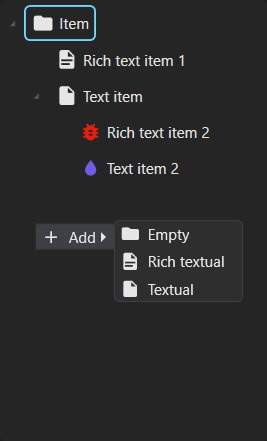 Item
Rich text item 1
Text item
Rich text item 2
Text item 2
+ Add
Empty
Rich textual
Textual